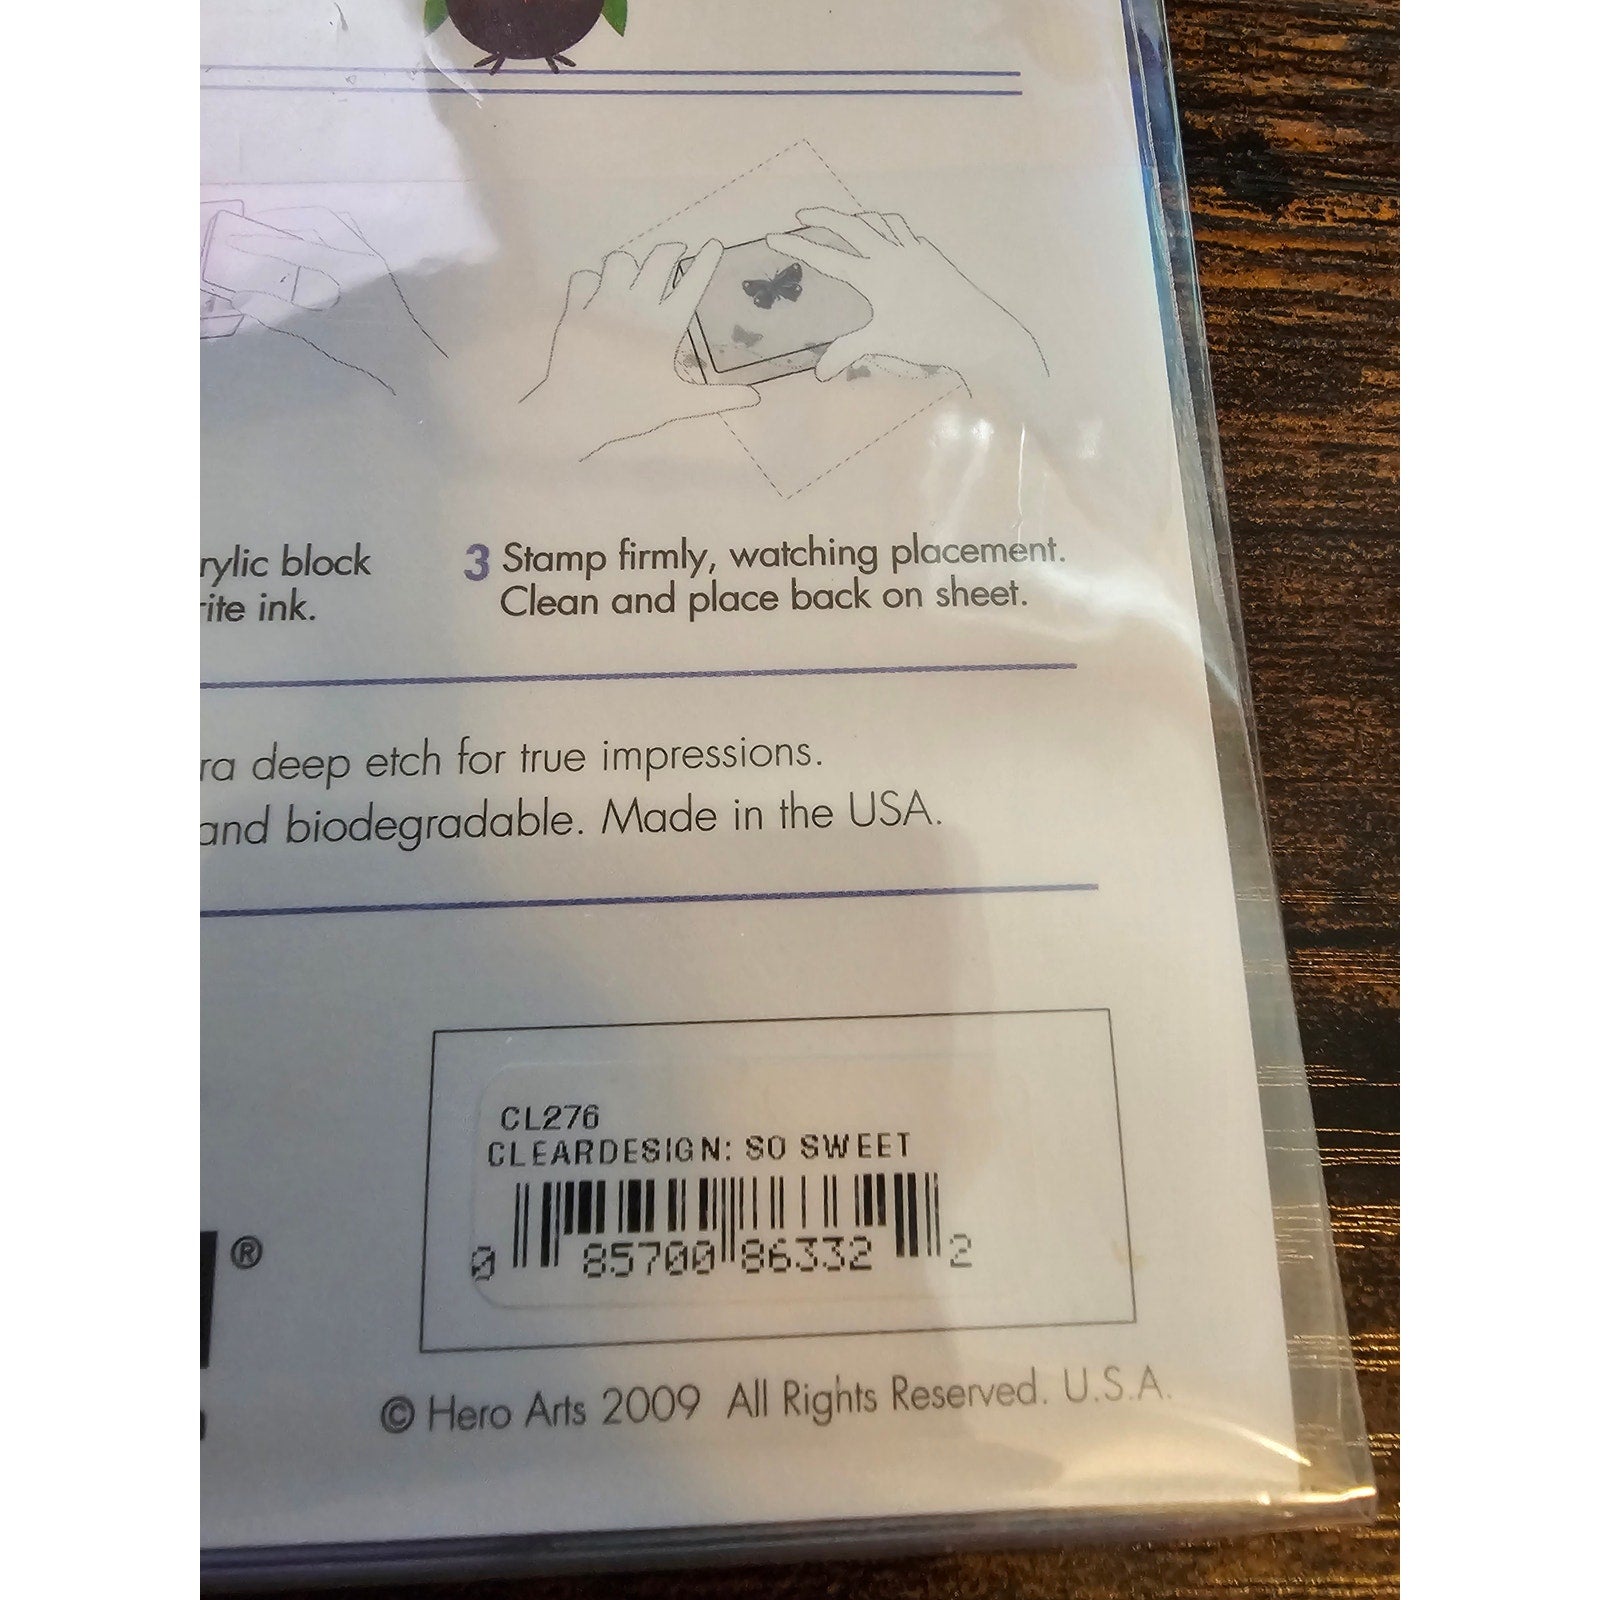 rylic block
ite ink.
3 Stamp firmly, watching placement.
Clean and place back on sheet.
ra deep etch for true impressions.
and biodegradable. Made in the USA.
CL276
CLEARDESIGN: SO SWEET
0 85700 86332 2
®
© Hero Arts 2009 All Rights Reserved. U.S.A.